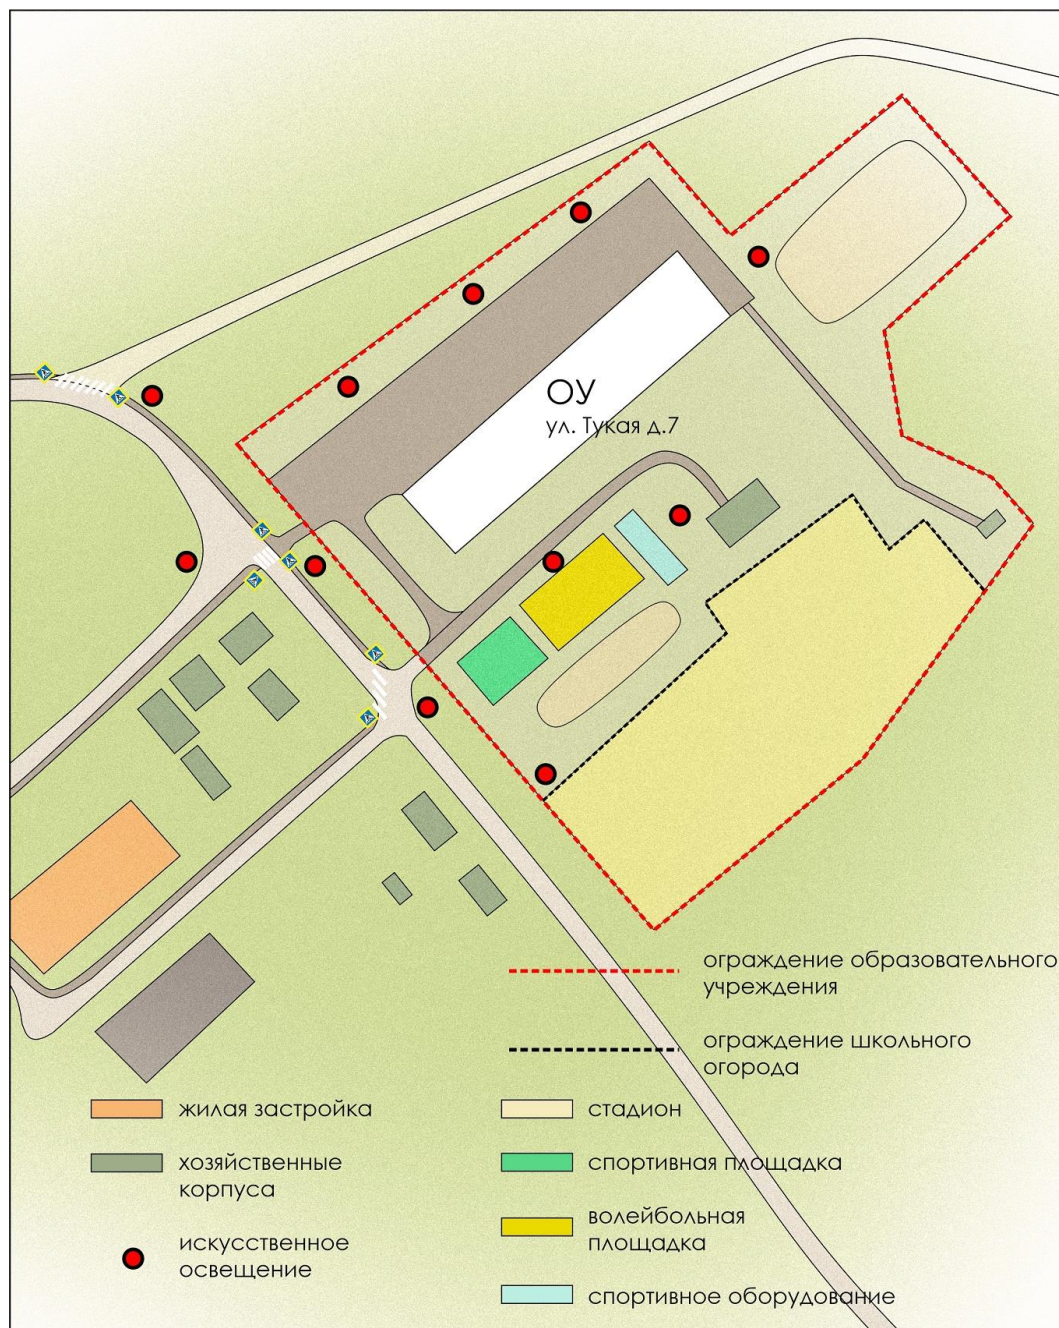 ОУ
ул. Тукая д.7
ограждение образовательного
учреждения
ограждение школьного
огорода
жилая застройка
хозяйственные
корпуса
искусственное
освещение
стадион
спортивная площадка
волейбольная
площадка
спортивное оборудование